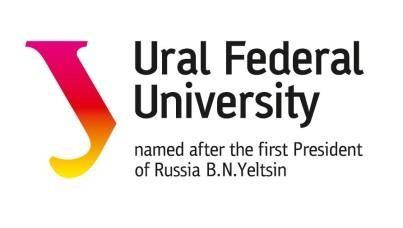 Ural Federal
University
named after the first President
of Russia B.N.Yeltsin